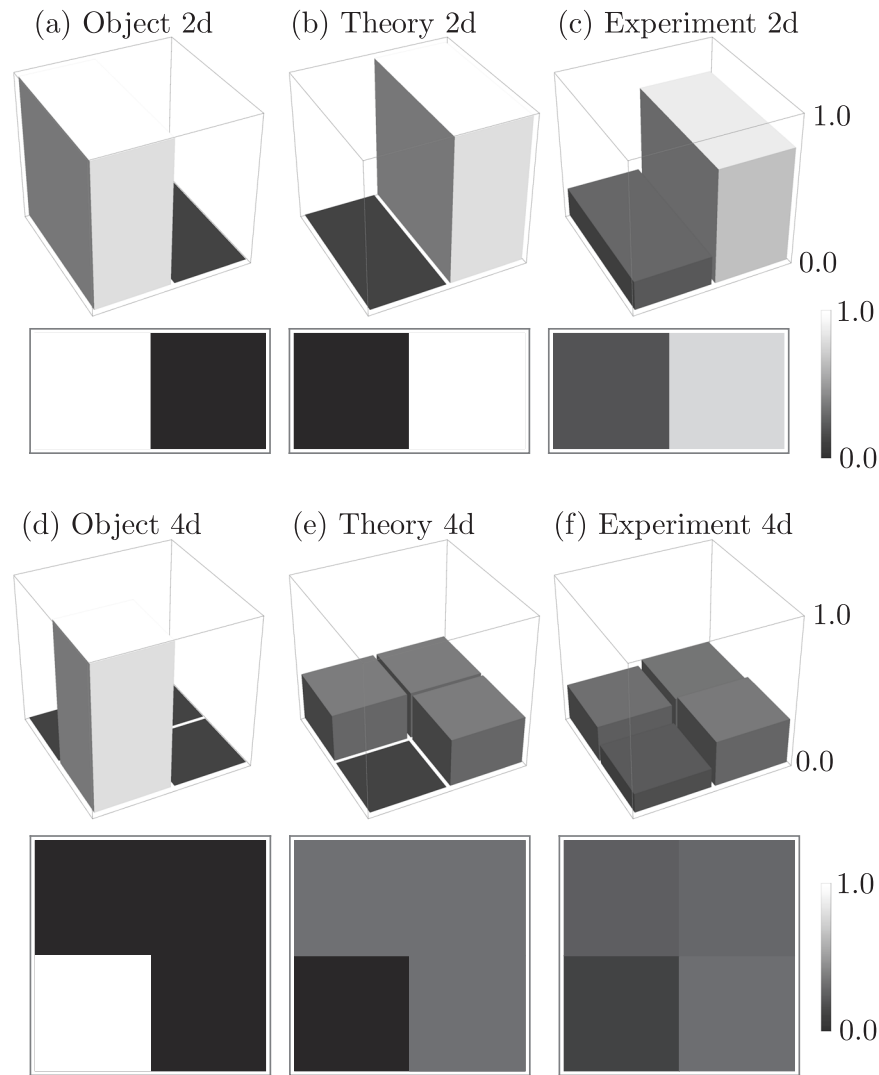 (a) Object 2d
(b) Theory 2d
(c) Experiment 2d
1.0
0.0
1.0
0.0
(d) Object 4d
(e) Theory 4d
(f) Experiment 4d
1.0
0.0
1.0
0.0